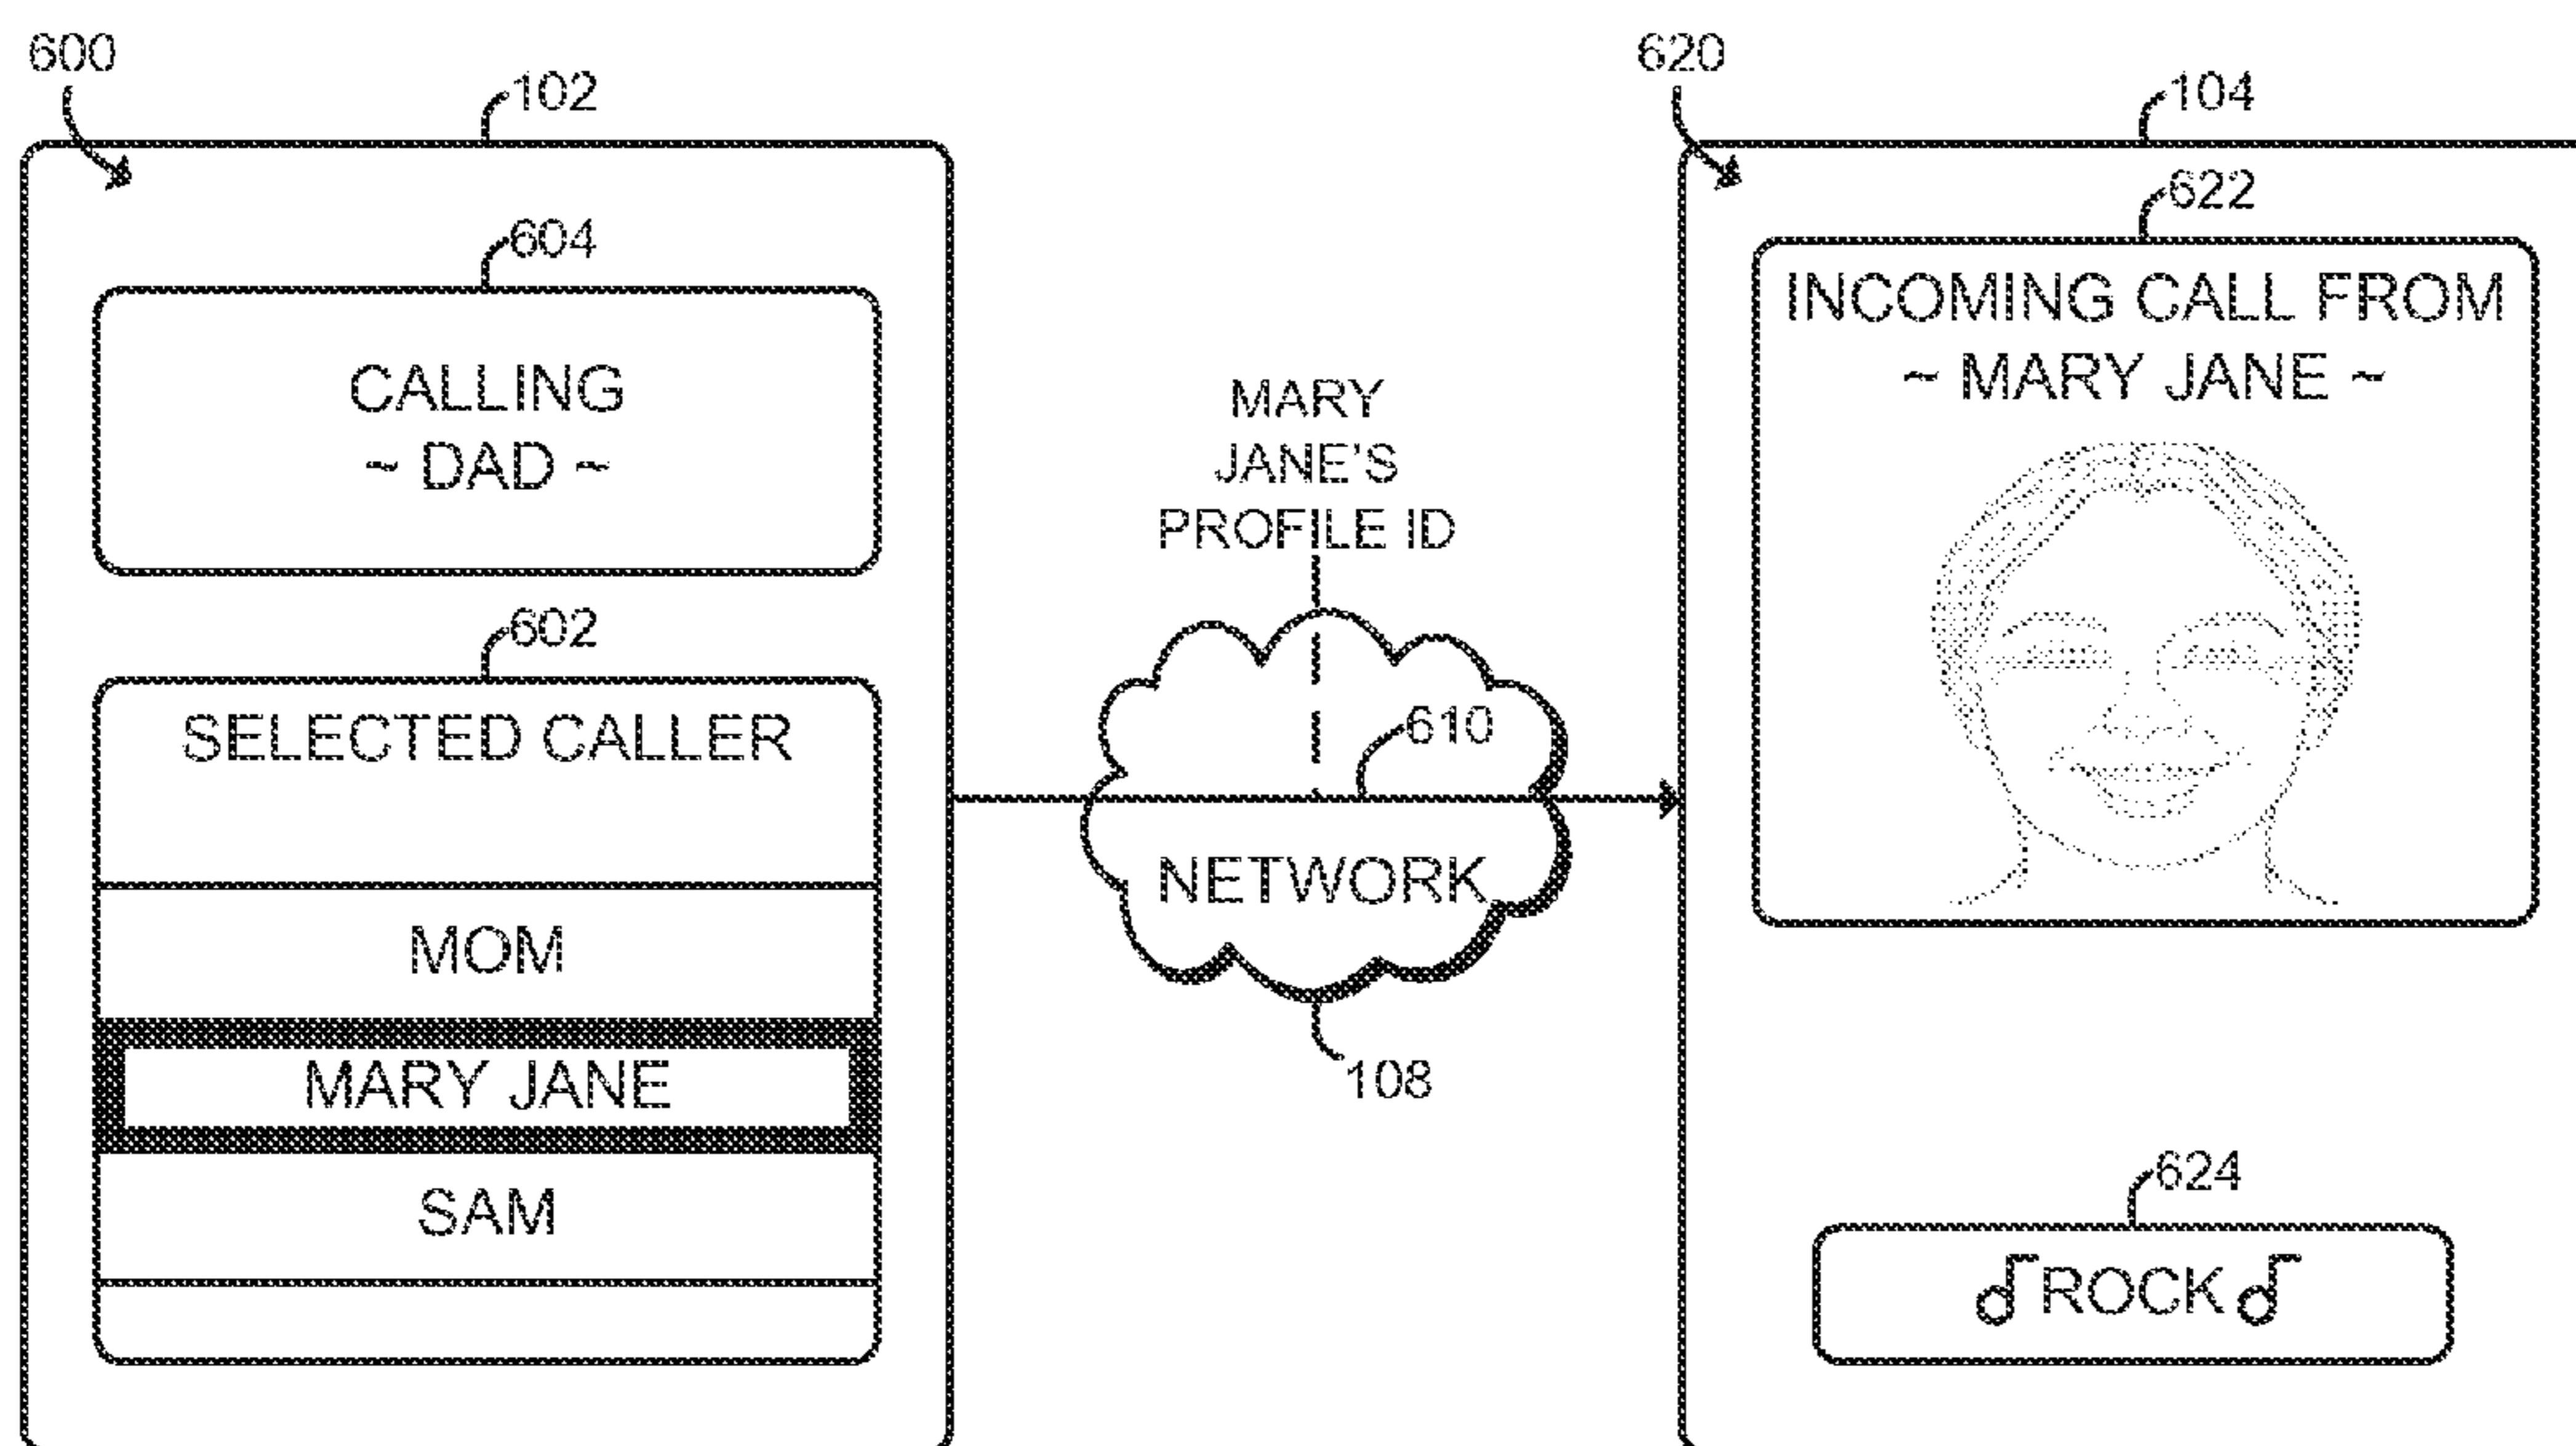 600
102
604
CALLING
~ DAD ~
602
SELECTED CALLER
MOM
MARY JANE
SAM
MARY
JANE'S
PROFILE ID
610
NETWORK
108
620
104
622
INCOMING CALL FROM
~ MARY JANE ~
624
♪ ROCK ♪